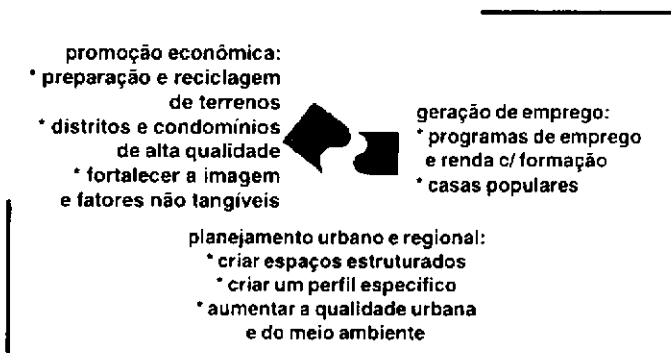 promoção econômica:
* preparação e reciclagem
de terrenos
* distritos e condomínios
de alta qualidade
* fortalecer a imagem
e fatores não tangíveis
geração de emprego:
* programas de emprego
e renda c/ formação
* casas populares
planejamento urbano e regional:
* criar espaços estruturados
* criar um perfil especifico
* aumentar a qualidade urbana
e do meio ambiente